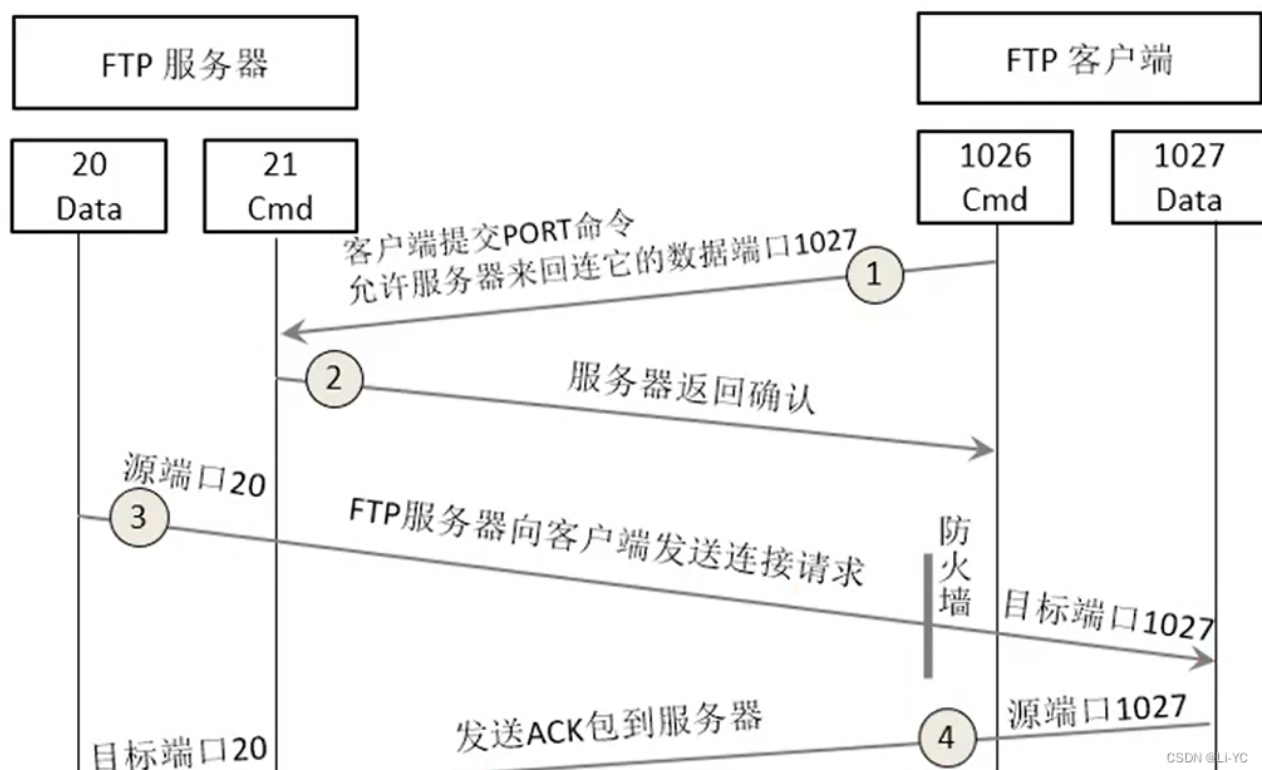 FTP 服务器
FTP 客户端
20
Data
21
Cmd
1026
Cmd
1027
Data
客户端提交PORT命令
允许服务器来回连它的数据端口1027
1
2
服务器返回确认
源端口20
3
FTP服务器向客户端发送连接请求
防火墙
目标端口1027
发送ACK包到服务器
4
源端口1027
目标端口20
CSDN @Li-YC